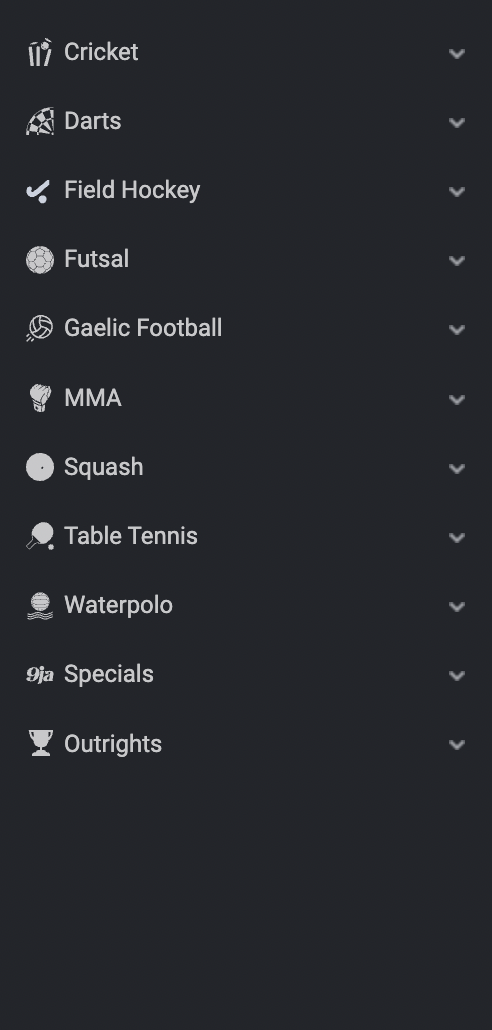 Cricket
Darts
Field Hockey
Futsal
Gaelic Football
MMA
Squash
Table Tennis
Waterpolo
9ja Specials
Outrights